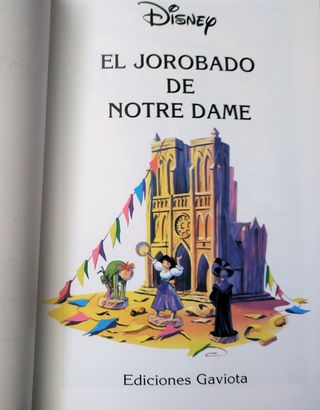 Disney
EL JOROBADO
DE
NOTRE DAME
Ediciones Gaviota